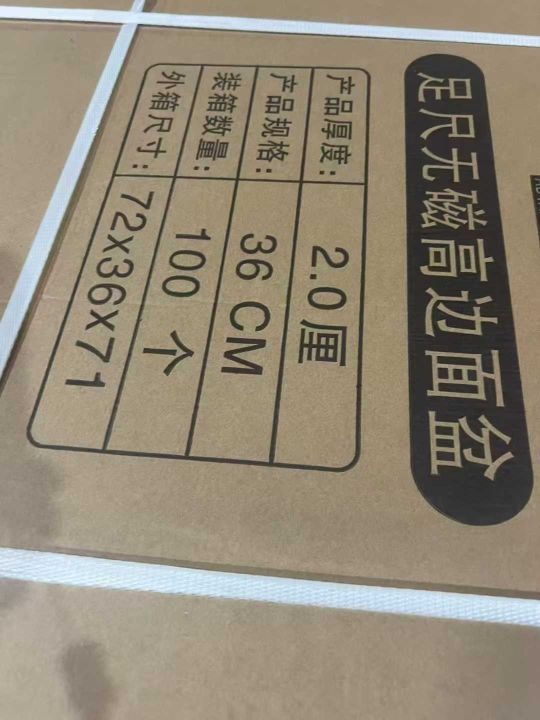 足尺无磁高边面盆
产品厚度: 2.0厘
产品规格: 36 CM
装箱数量: 100 个
外箱尺寸: 72x36x71